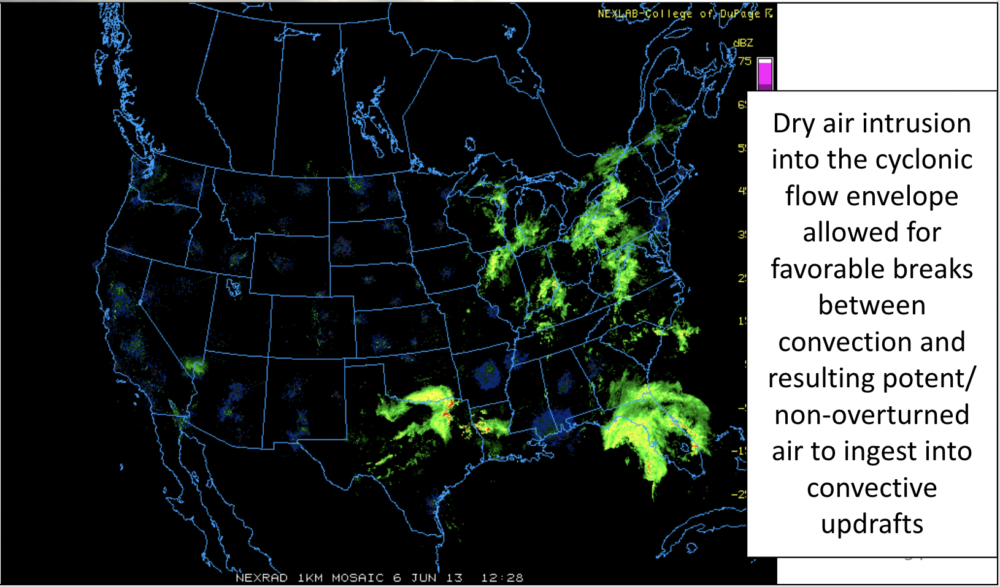 NEXLAB-College of DuPage
dBZ
75
Dry air intrusion
into the cyclonic
flow envelope
allowed for
favorable breaks
between
convection and
resulting potent/
non-overturned
air to ingest into
convective
updrafts
NEXRAD 1KM MOSAIC 6 JUN 13 12:28